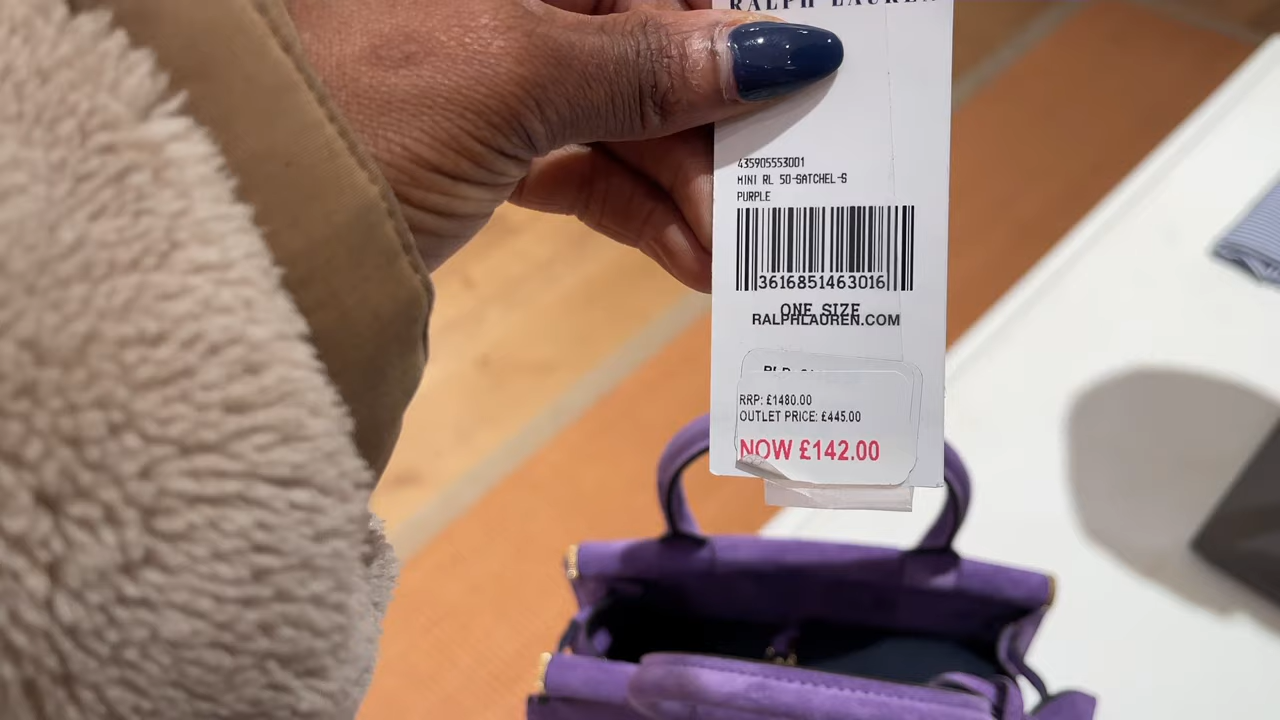 RALPH LAUREN
435905553001
MINI RL 50-SATCHEL-S
PURPLE
3616851463016
ONE SIZE
RALPHLAUREN.COM
RRP: £1480.00
OUTLET PRICE: £445.00
NOW £142.00